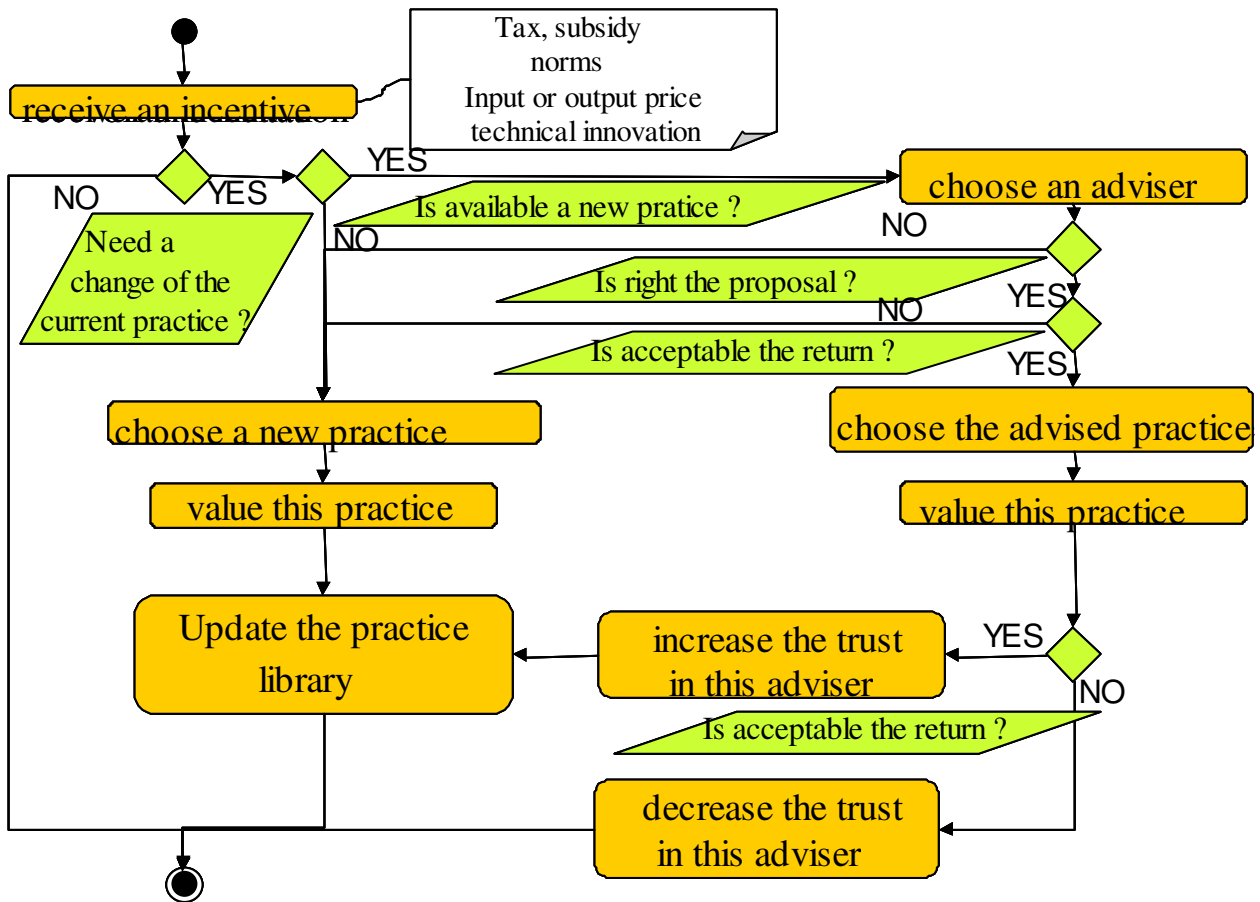 Tax, subsidy
norms
Input or output price
technical innovation
receive an incentive
YES
NO
YES
choose an adviser
Is available a new pratice ?
NO
NO
Need a
change of the
current practice ?
Is right the proposal ?
YES
NO
Is acceptable the return ?
YES
choose a new practice
choose the advised practice
value this practice
value this practice
Update the practice
library
increase the trust
in this adviser
YES
NO
Is acceptable the return ?
decrease the trust
in this adviser